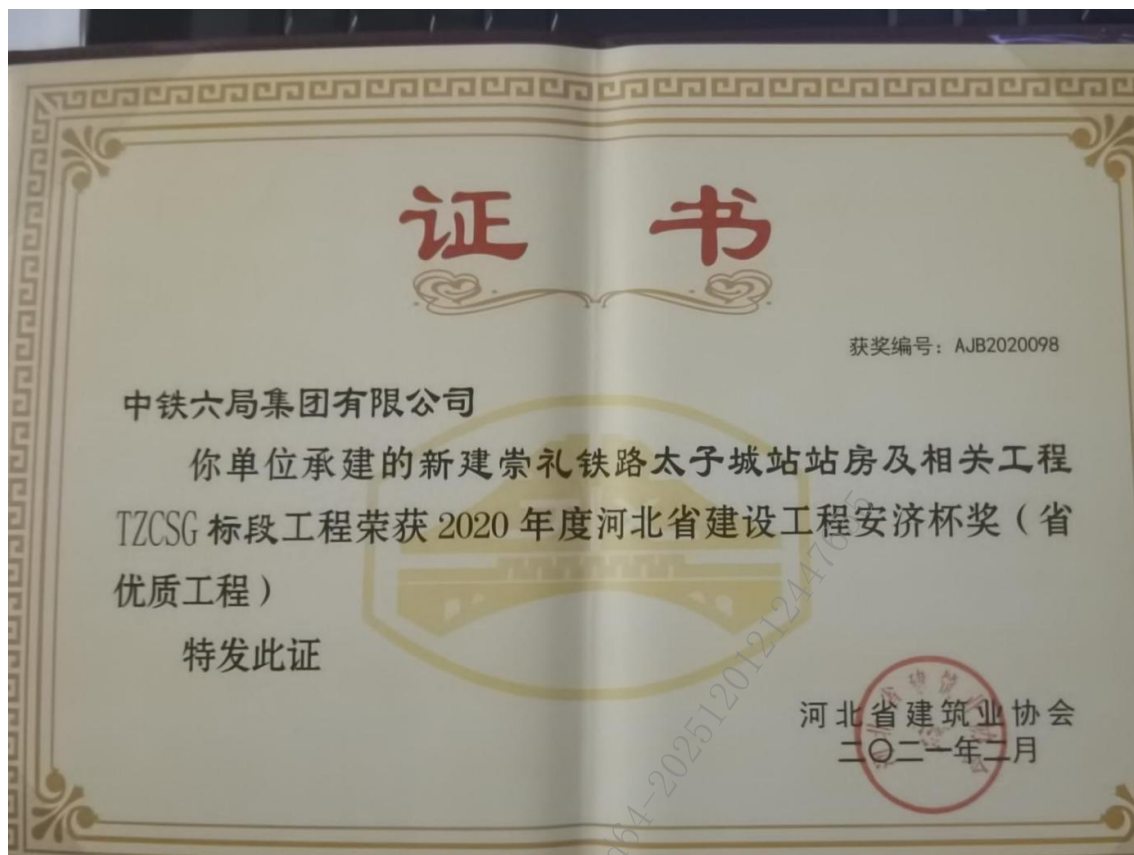 证 书
获奖编号：AJB2020098
中铁六局集团有限公司
你单位承建的新建崇礼铁路太子城站站房及相关工程
TZCSG 标段工程荣获 2020 年度河北省建设工程安济杯奖（省
优质工程）
特发此证
河北省建筑业协会
二〇二一年二月